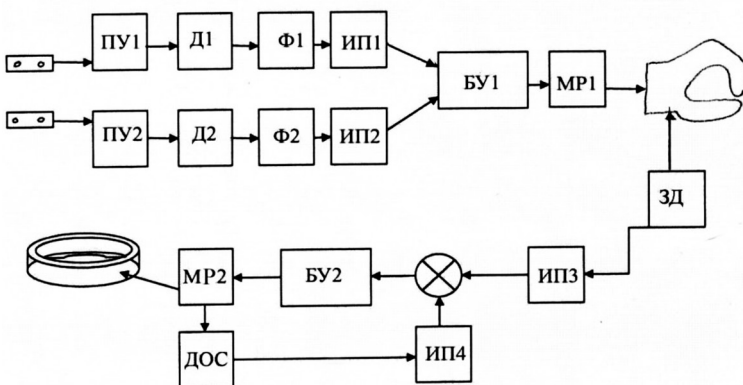 ПУ1 Д1 Ф1 ИП1
БУ1 МР1
ПУ2 Д2 Ф2 ИП2
ЗД
МР2 БУ2 ИП3
ДОС ИП4